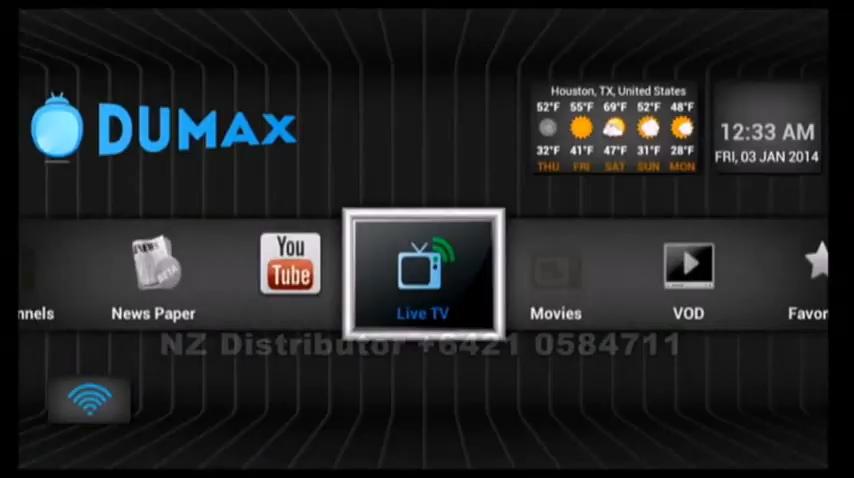 DUMAX
Houston, TX, United States
52°F 55°F 69°F 52°F 48°F
32°F 41°F 47°F 31°F 28°F
THU FRI SAT SUN MON
12:33 AM
FRI, 03 JAN 2014
NEWS
BETA
You
Tube
nnels
News Paper
Live TV
Movies
VOD
Favor
NZ Distributor +6421 0584711